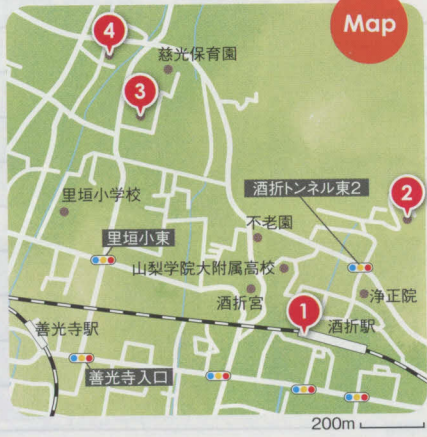 Map
4
慈光保育園
3
2
里垣小学校
酒折トンネル東2
不老園
里垣小東
山梨学院大附属高校
浄正院
酒折宮
1
善光寺駅
酒折駅
善光寺入口
200m